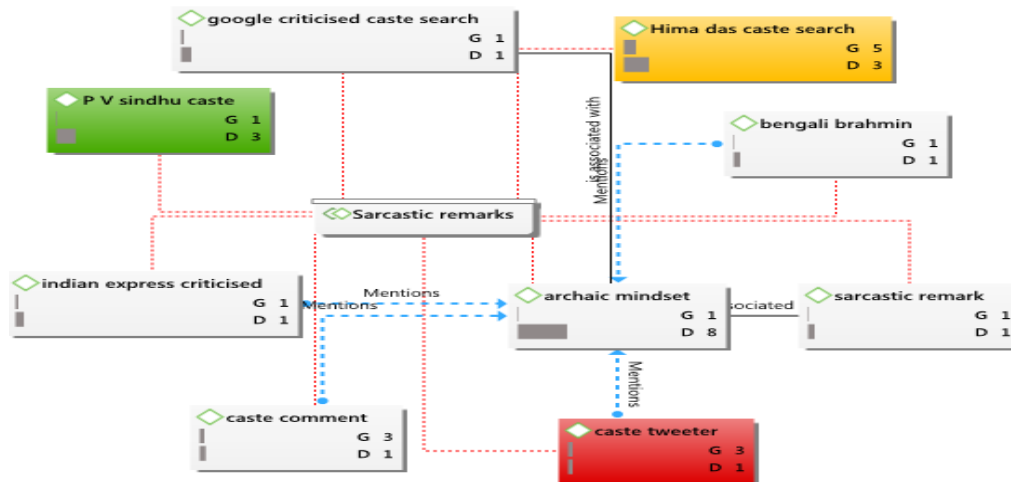 google criticised caste search
G 1
D 1
Hima das caste search
G 5
D 3
P V sindhu caste
G 1
D 3
bengali brahmin
G 1
D 1
is associated with
Mentions
Sarcastic remarks
indian express criticised
G 1
D 1
Mentions
Mentions
archaic mindset
G 1
D 8
sociated
sarcastic remark
G 1
D 1
Mentions
caste comment
G 3
D 1
caste tweeter
G 3
D 1